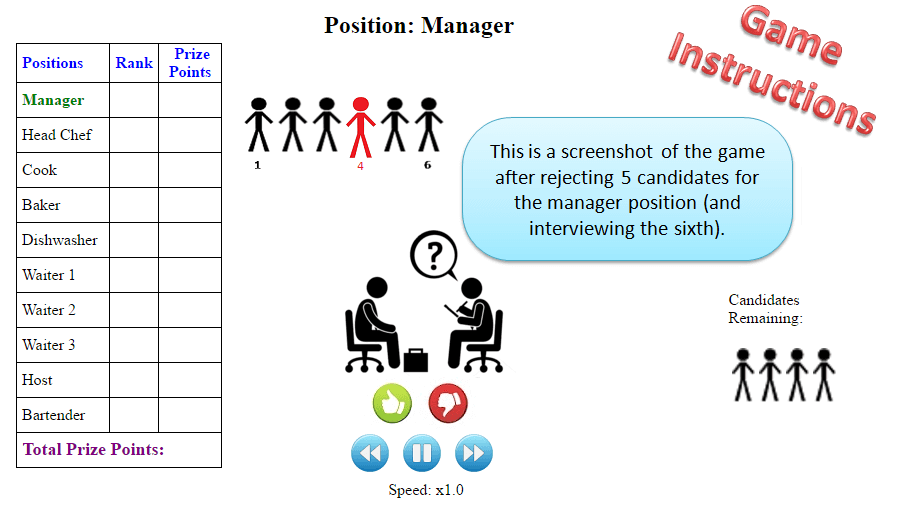 Position: Manager
Game
Instructions
Positions Rank Prize Points
Manager
Head Chef
Cook
Baker
Dishwasher
Waiter 1
Waiter 2
Waiter 3
Host
Bartender
Total Prize Points:
1 4 6
This is a screenshot of the game
after rejecting 5 candidates for
the manager position (and
interviewing the sixth).
?
Candidates
Remaining:
Speed: x1.0